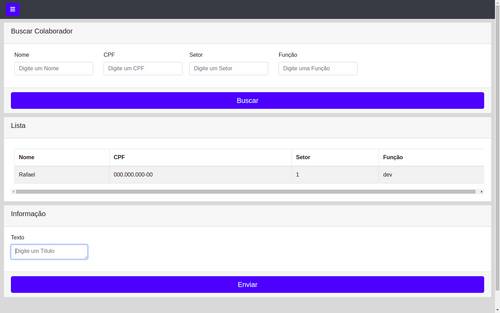 Buscar Colaborador
Nome CPF Setor Função
Digite um Nome Digite um CPF Digite um Setor Digite uma Função
Buscar
Lista
Nome CPF Setor Função
Rafael 000.000.000-00 1 dev
Informação
Texto
Digite um Titulo
Enviar